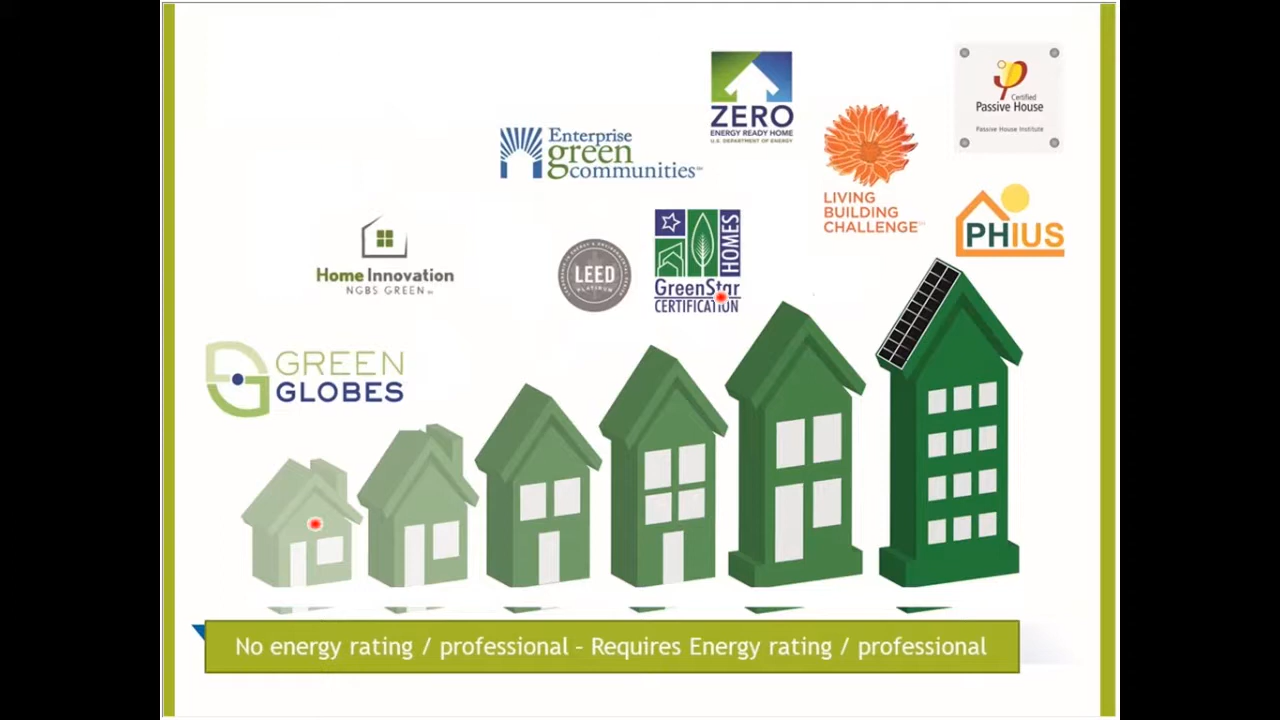 ZERO
ENERGY READY HOME
U.S. DEPARTMENT OF ENERGY
Certified
Passive House
Passive House Institute
Enterprise
green
communities
LIVING
BUILDING
CHALLENGE
PHIUS
HOMES
GreenStar
CERTIFICATION
LEED
PLATINUM
Home Innovation
NGBS GREEN
GREEN
GLOBES
No energy rating / professional – Requires Energy rating / professional